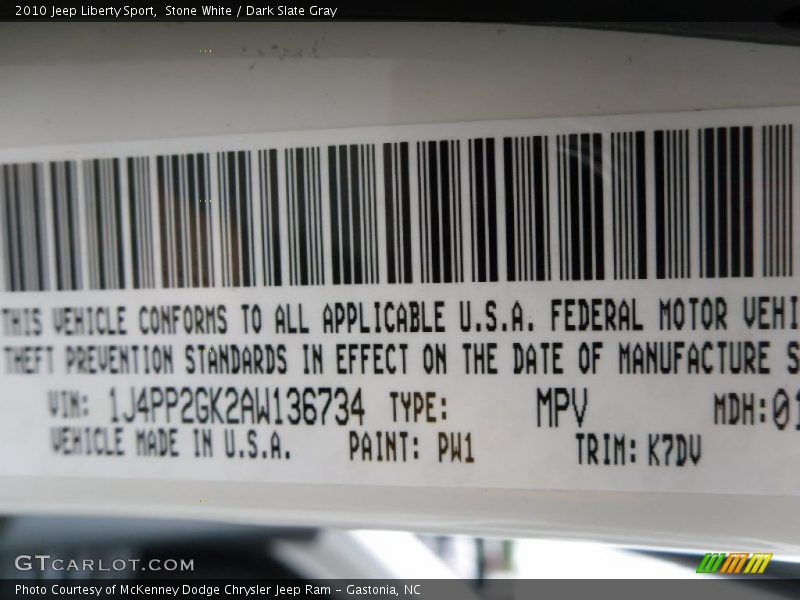 2010 Jeep Liberty Sport,  Stone White / Dark Slate Gray
THIS VEHICLE CONFORMS TO ALL APPLICABLE U.S.A. FEDERAL MOTOR VEHI
THEFT PREVENTION STANDARDS IN EFFECT ON THE DATE OF MANUFACTURE S
VIN: 1J4PP2GK2AW136734 TYPE: MPV MDH: 01
VEHICLE MADE IN U.S.A. PAINT: PW1 TRIM: K7DV
GTCARLOT.COM
Photo Courtesy of McKenney Dodge Chrysler Jeep Ram - Gastonia, NC